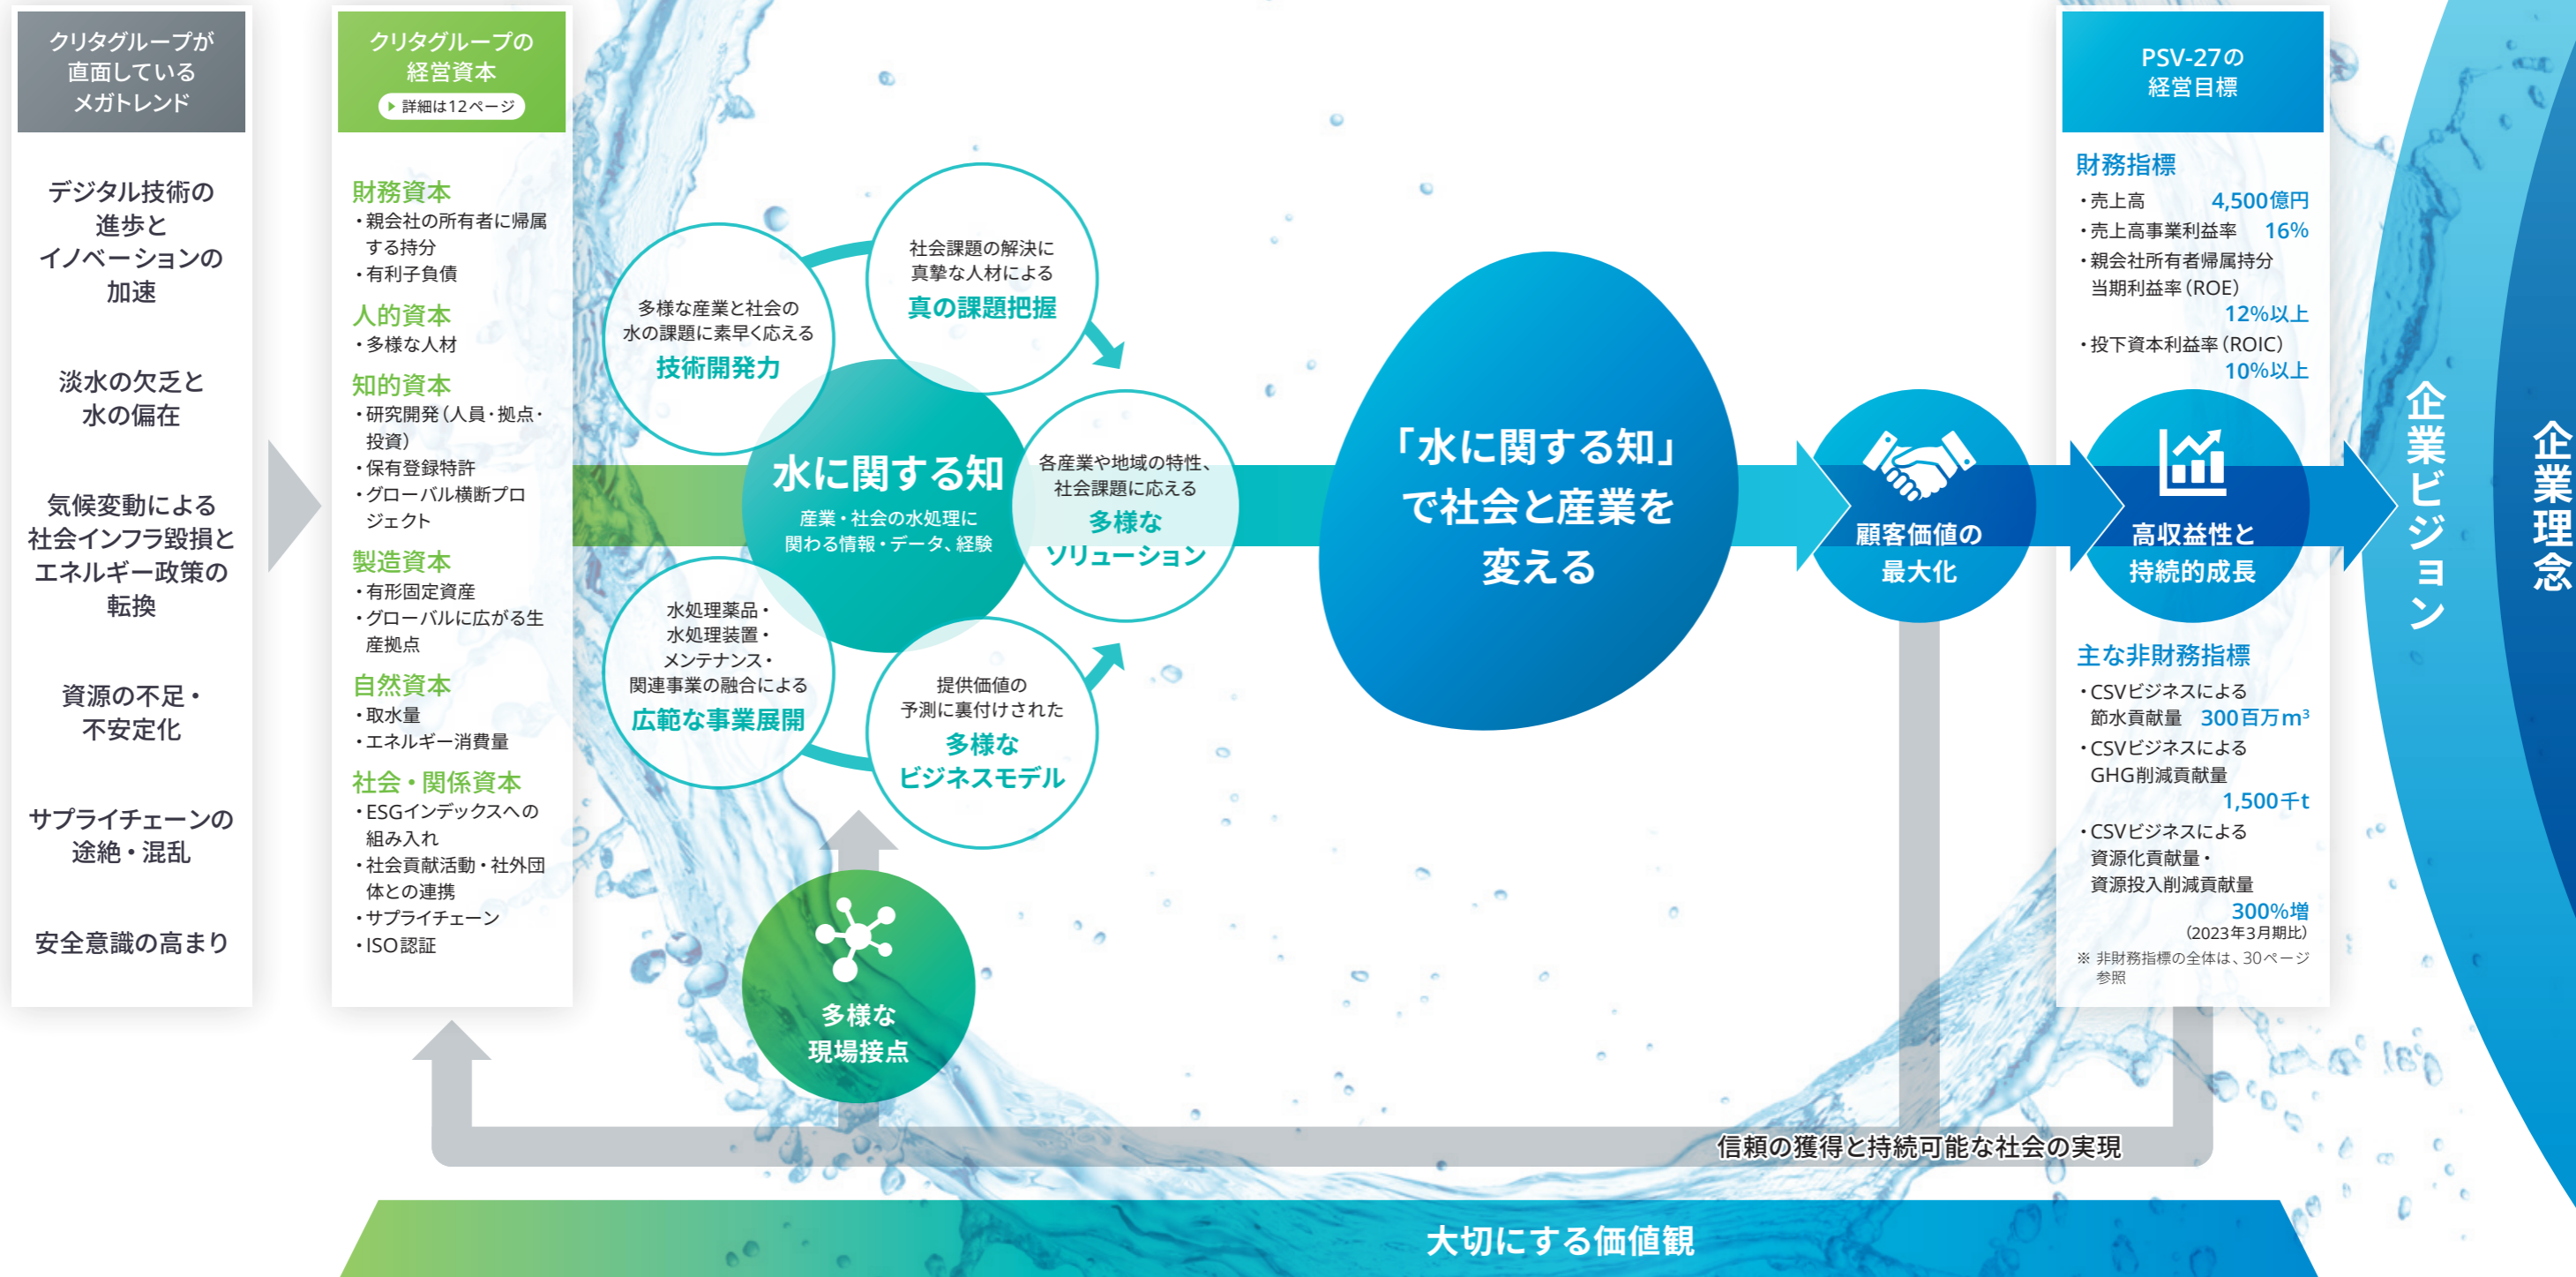 クリタグループが
直面している
メガトレンド
デジタル技術の
進歩と
イノベーションの
加速
淡水の欠乏と
水の偏在
気候変動による
社会インフラ毀損と
エネルギー政策の
転換
資源の不足・
不安定化
サプライチェーンの
途絶・混乱
安全意識の高まり
クリタグループの
経営資本
詳細は12ページ
財務資本
・親会社の所有者に帰属
する持分
・有利子負債
人的資本
・多様な人材
知的資本
・研究開発（人員・拠点・
投資）
・保有登録特許
・グローバル横断プロ
ジェクト
製造資本
・有形固定資産
・グローバルに広がる生
産拠点
自然資本
・取水量
・エネルギー消費量
社会・関係資本
・ESGインデックスへの
組み入れ
・社会貢献活動・社外団
体との連携
・サプライチェーン
・ISO認証
多様な産業と社会の
水の課題に素早く応える
技術開発力
社会課題の解決に
真摯な人材による
真の課題把握
水に関する知
産業・社会の水処理に
関わる情報・データ、経験
各産業や地域の特性、
社会課題に応える
多様な
ソリューション
水処理薬品・
水処理装置・
メンテナンス・
関連事業の融合による
広範な事業展開
提供価値の
予測に裏付けされた
多様な
ビジネスモデル
多様な
現場接点
「水に関する知」
で社会と産業を
変える
顧客価値の
最大化
PSV-27の
経営目標
財務指標
・売上高 4,500億円
・売上高事業利益率 16%
・親会社所有者帰属持分
当期利益率（ROE）
12%以上
・投下資本利益率（ROIC）
10%以上
高収益性と
持続的成長
主な非財務指標
・CSVビジネスによる
節水貢献量 300百万m³
・CSVビジネスによる
GHG削減貢献量
1,500千t
・CSVビジネスによる
資源化貢献量・
資源投入削減貢献量
300%増
（2023年3月期比）
※ 非財務指標の全体は、30ページ
参照
企業ビジョン
企業理念
信頼の獲得と持続可能な社会の実現
大切にする価値観